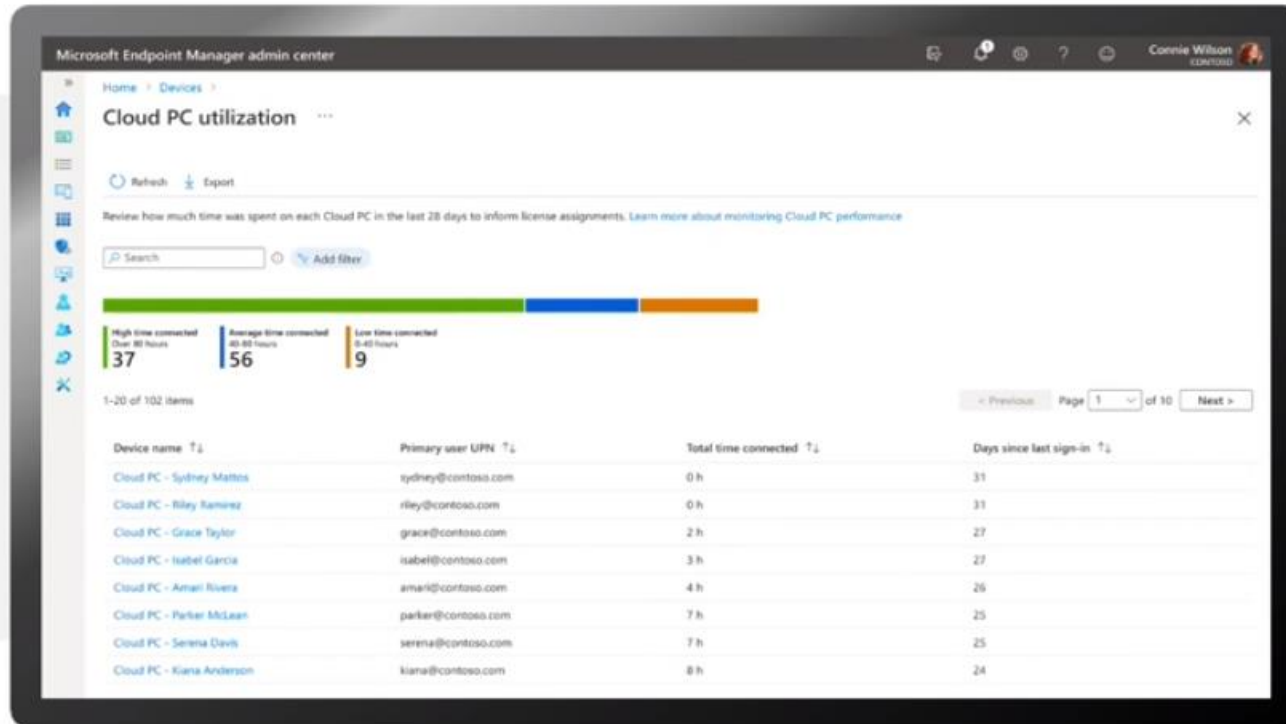 Microsoft Endpoint Manager admin center
Connie Wilson
CONTOSO
1
Home > Devices >
Cloud PC utilization ...
Refresh Export
Review how much time was spent on each Cloud PC in the last 28 days to inform license assignments. Learn more about monitoring Cloud PC performance
Search Add filter
High time connected
Over 80 hours
37
Average time connected
40-80 hours
56
Low time connected
0-40 hours
9
1-20 of 102 items
< Previous Page 1 of 10 Next >
Device name Primary user UPN Total time connected Days since last sign-in
Cloud PC - Sydney Mattos sydney@contoso.com 0 h 31
Cloud PC - Riley Ramirez riley@contoso.com 0 h 31
Cloud PC - Grace Taylor grace@contoso.com 2 h 27
Cloud PC - Isabel Garcia isabel@contoso.com 3 h 27
Cloud PC - Amari Rivera amari@contoso.com 4 h 26
Cloud PC - Parker McLean parker@contoso.com 7 h 25
Cloud PC - Serena Davis serena@contoso.com 7 h 25
Cloud PC - Kiana Anderson kiana@contoso.com 8 h 24